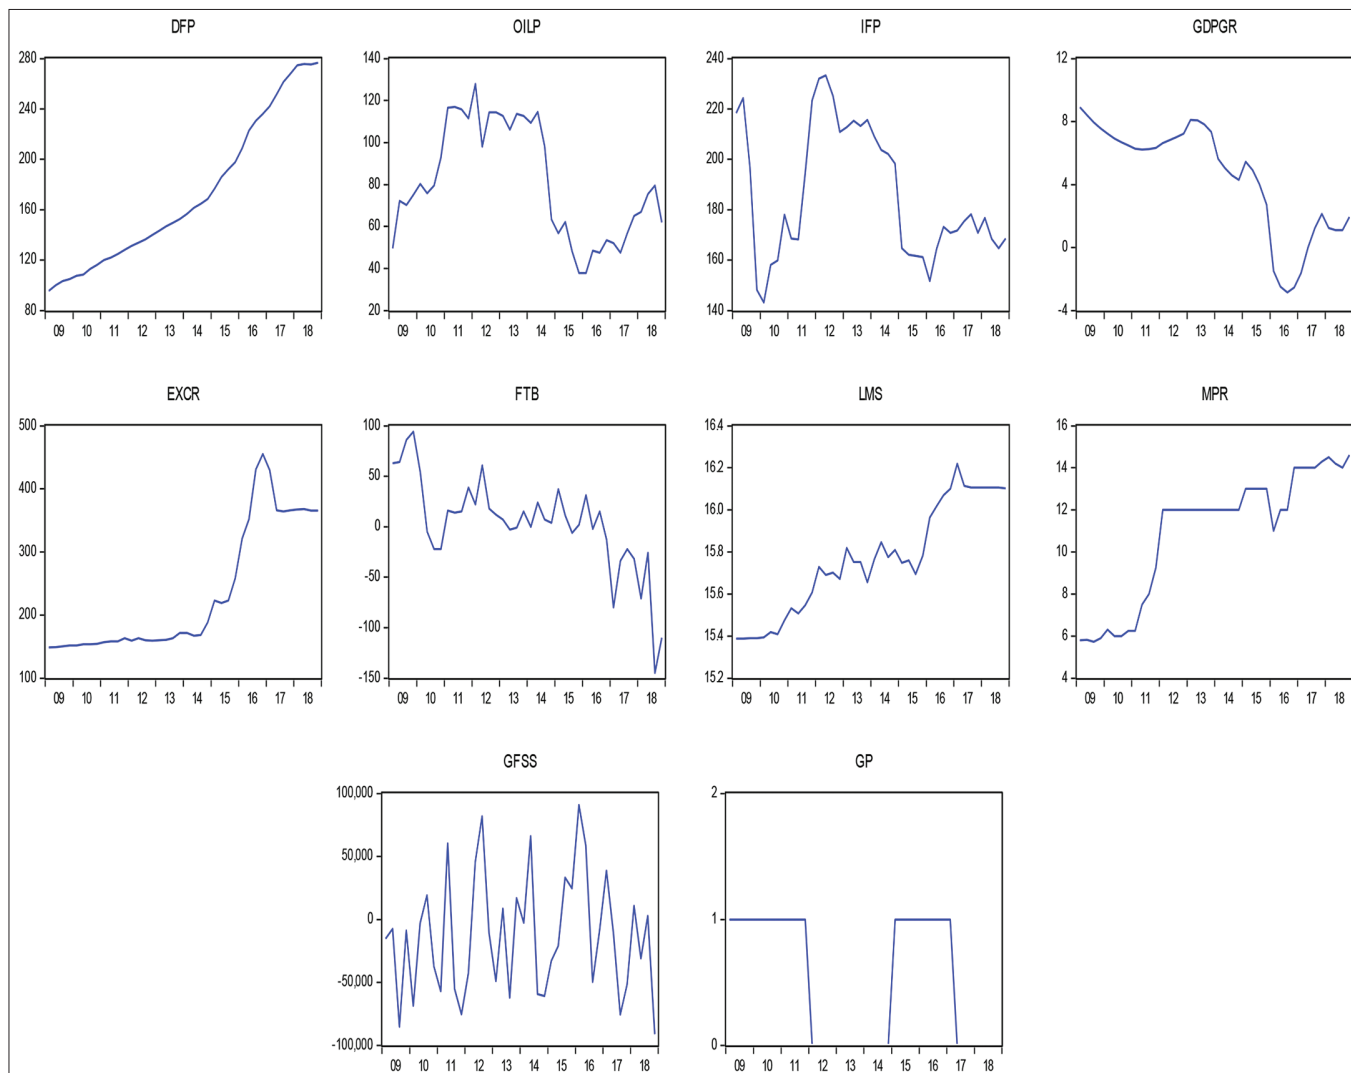 DFP OILP IFP GDPGR
280 140 240 12
240 120 220 8
200 100 200 4
160 80 180 0
120 60 160 -4
80 40 140
20
09 10 11 12 13 14 15 16 17 18 09 10 11 12 13 14 15 16 17 18 09 10 11 12 13 14 15 16 17 18 09 10 11 12 13 14 15 16 17 18
EXCR FTB LMS MPR
500 100 16.4 16
400 50 16.2 14
300 0 16.0 12
200 -50 15.8 10
100 -100 15.6 8
-150 15.4 6
15.2 4
09 10 11 12 13 14 15 16 17 18 09 10 11 12 13 14 15 16 17 18 09 10 11 12 13 14 15 16 17 18 09 10 11 12 13 14 15 16 17 18
GFSS GP
100,000 2
50,000 1
0 0
-50,000
-100,000
09 10 11 12 13 14 15 16 17 18 09 10 11 12 13 14 15 16 17 18